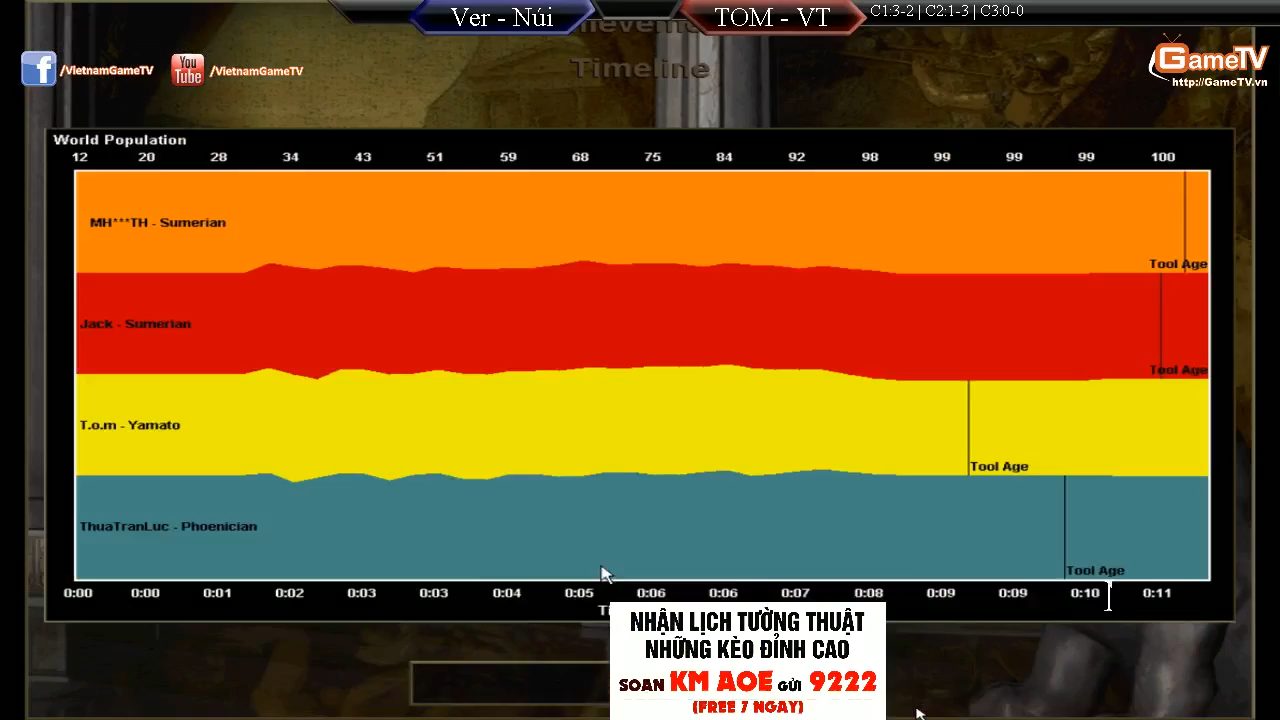 Ver - Núi
TOM - VT
C1:3-2 | C2:1-3 | C3:0-0
Timeline
/VietnamGameTV
You Tube
/VietnamGameTV
GameTV
http://GameTV.vn
World Population
12 20 28 34 43 51 59 68 75 84 92 98 99 99 99 100
MH***TH - Sumerian
Tool Age
Jack - Sumerian
Tool Age
T.o.m - Yamato
Tool Age
ThuaTranLuc - Phoenician
Tool Age
0:00 0:00 0:01 0:02 0:03 0:03 0:04 0:05 0:06 0:06 0:07 0:08 0:09 0:09 0:10 0:11
NHẬN LỊCH TƯỜNG THUẬT
NHỮNG KÈO ĐỈNH CAO
SOẠN KM AOE GỬI 9222
(FREE 7 NGAY)